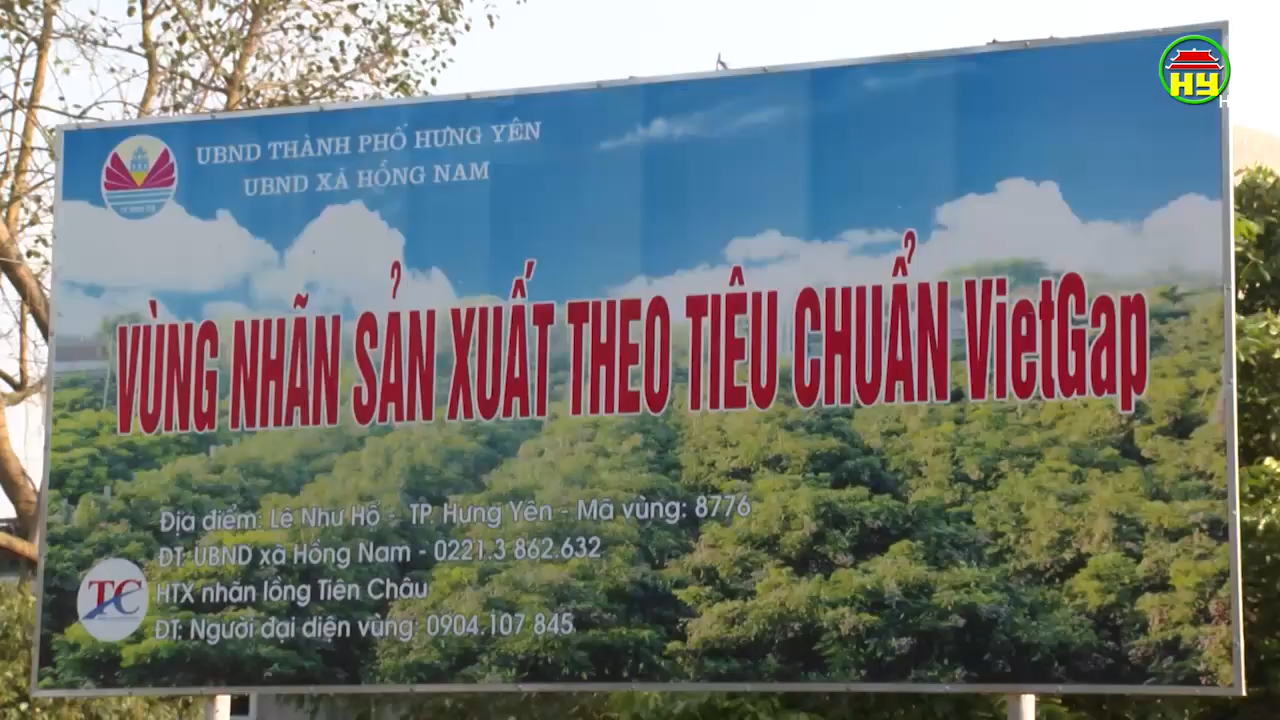 HY
UBND THÀNH PHỐ HƯNG YÊN
UBND XÃ HỒNG NAM
VÙNG NHÃN SẢN XUẤT THEO TIÊU CHUẨN VietGap
Địa điểm: Lê Như Hổ - TP. Hưng Yên - Mã vùng: 8776
ĐT: UBND xã Hồng Nam - 0221.3 862.632
TC
HTX nhãn lồng Tiên Châu
ĐT: Người đại diện vùng: 0904.107 845